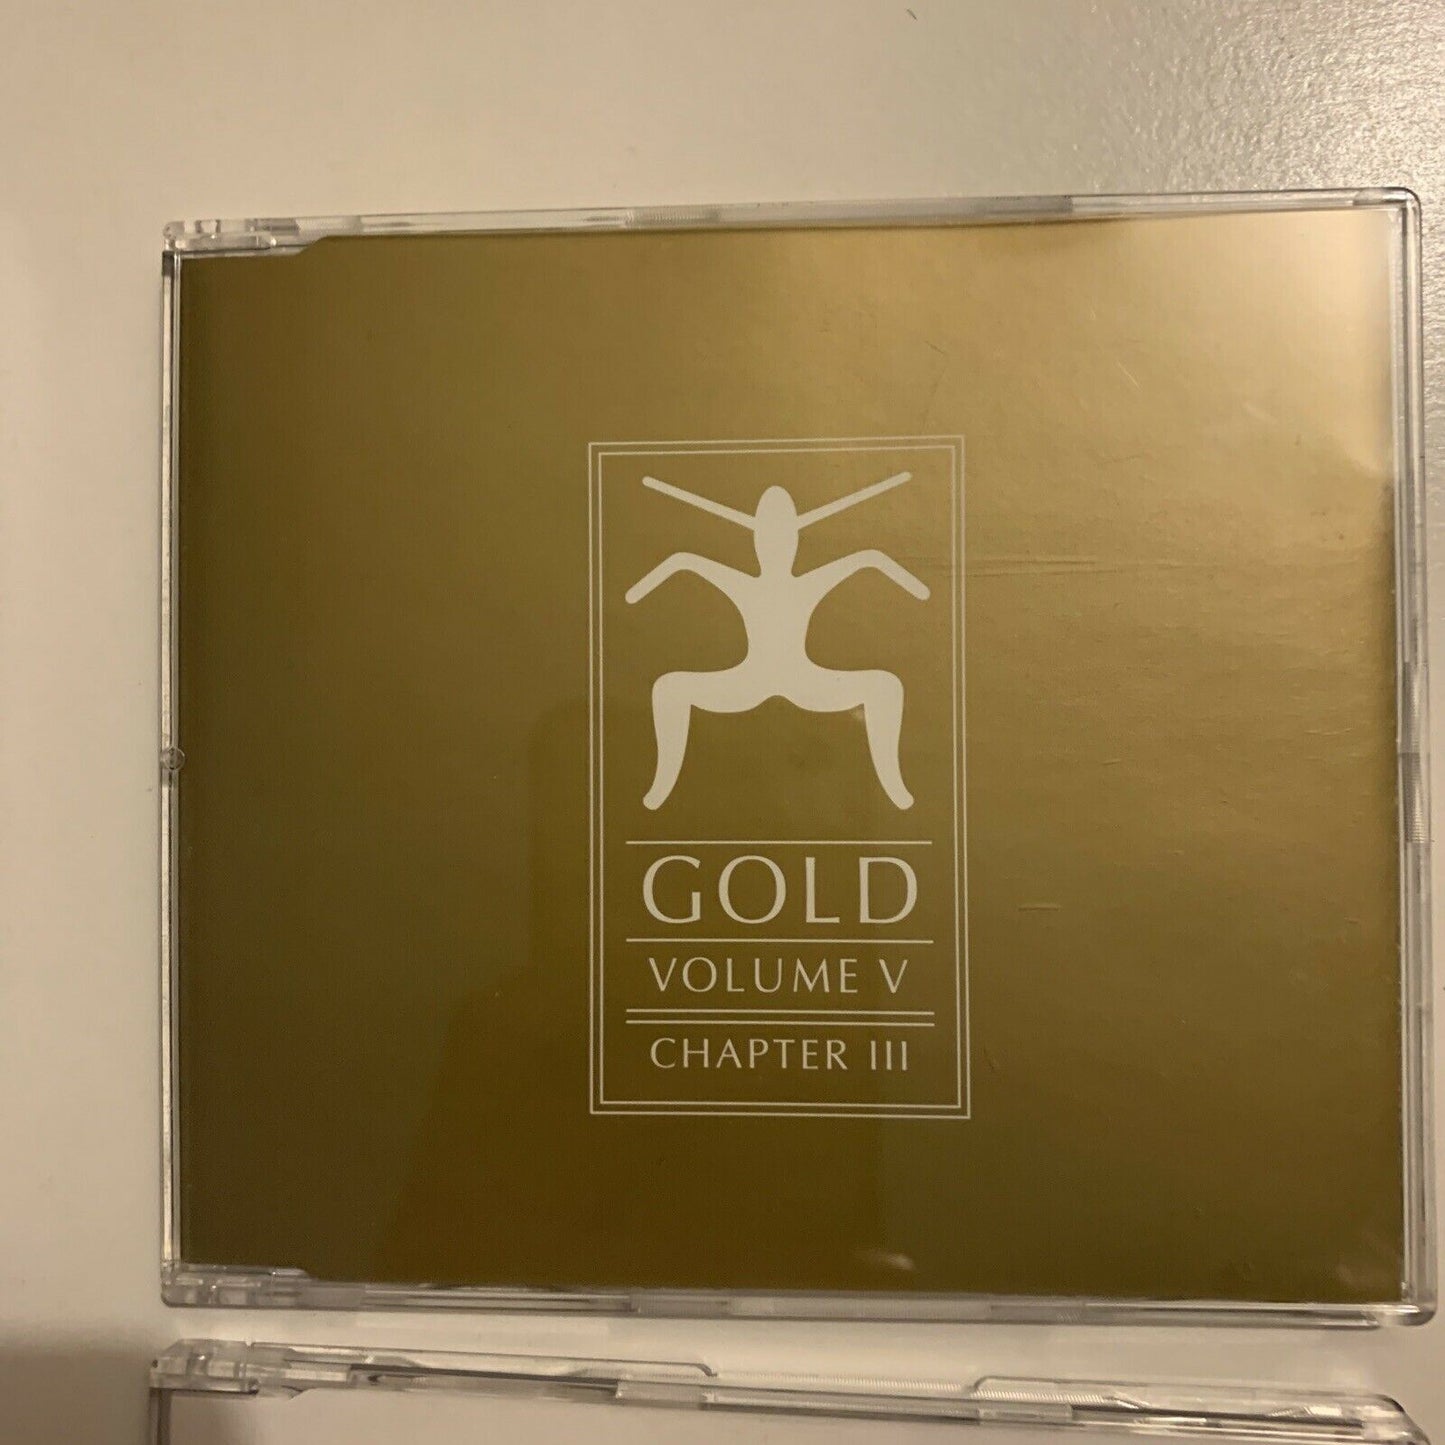 GOLD
VOLUME V
CHAPTER III